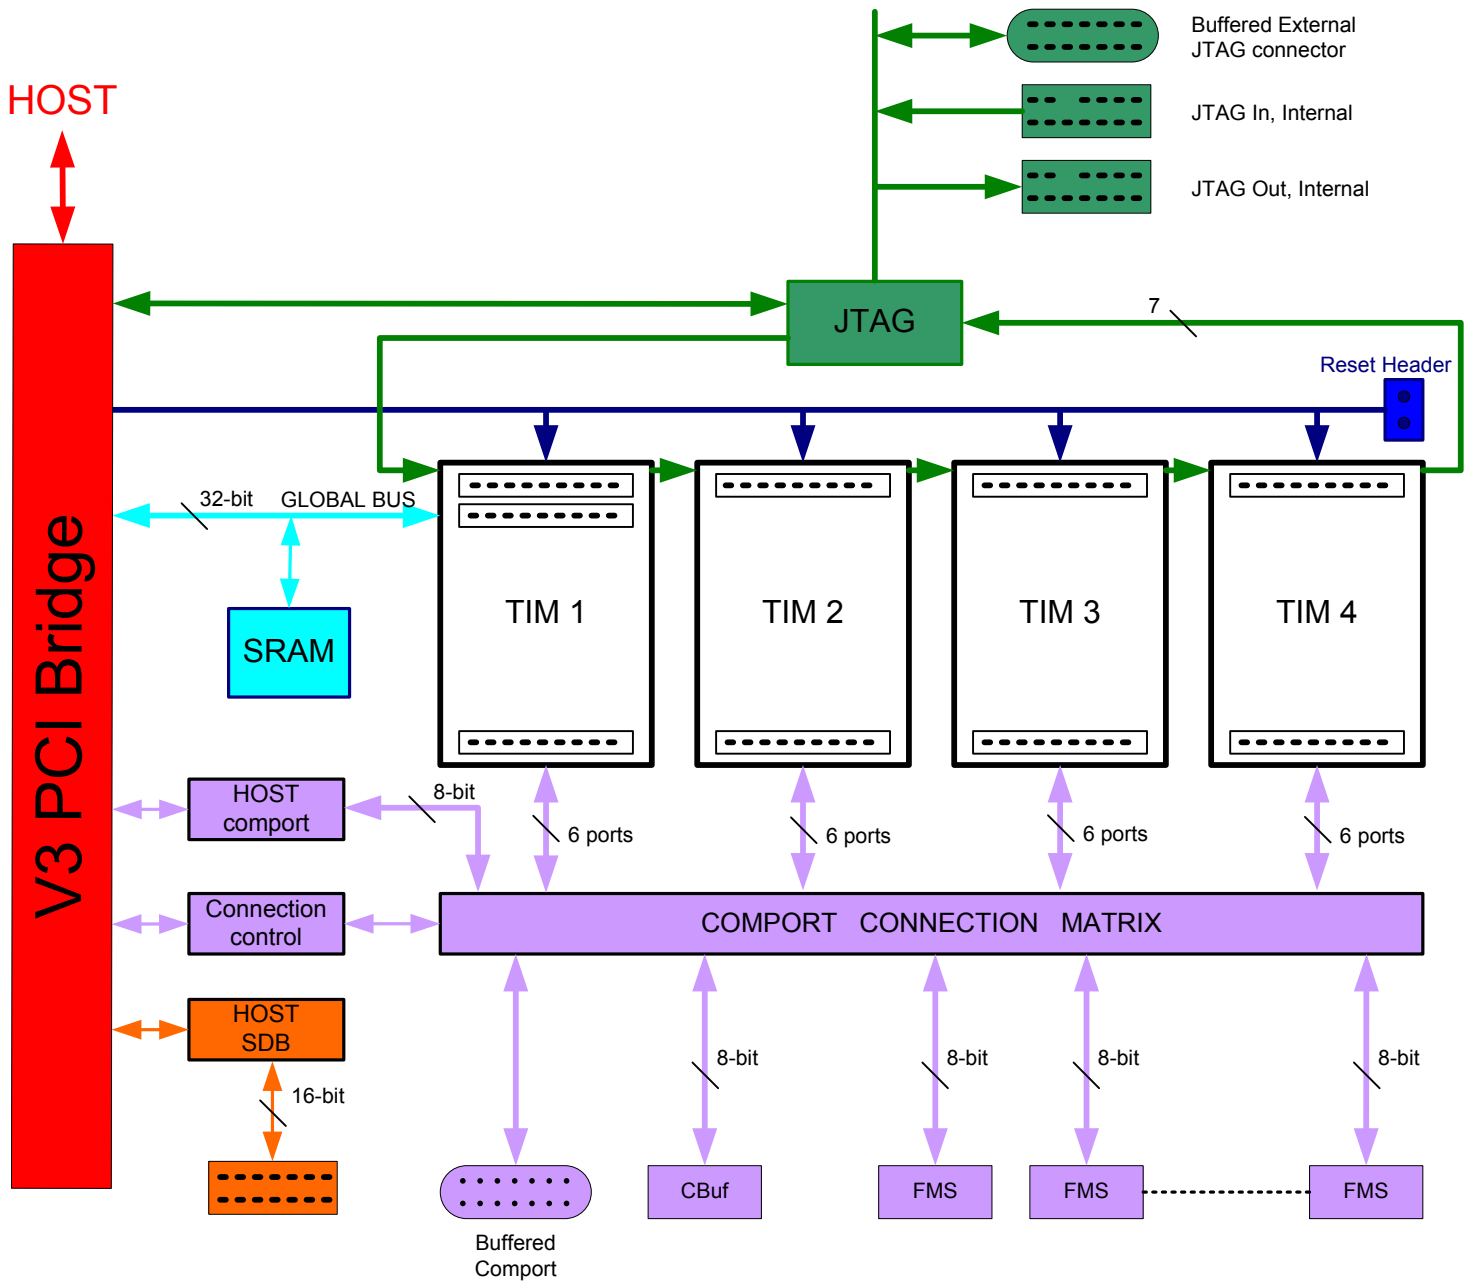 Buffered External
JTAG connector
HOST
JTAG In, Internal
JTAG Out, Internal
7
JTAG
Reset Header
32-bit
GLOBAL BUS
TIM 1
TIM 2
TIM 3
TIM 4
SRAM
V3 PCI Bridge
HOST
comport
8-bit
6 ports
6 ports
6 ports
6 ports
Connection
control
COMPORT CONNECTION MATRIX
HOST
SDB
8-bit
8-bit
8-bit
8-bit
16-bit
CBuf
FMS
FMS
FMS
Buffered
Comport